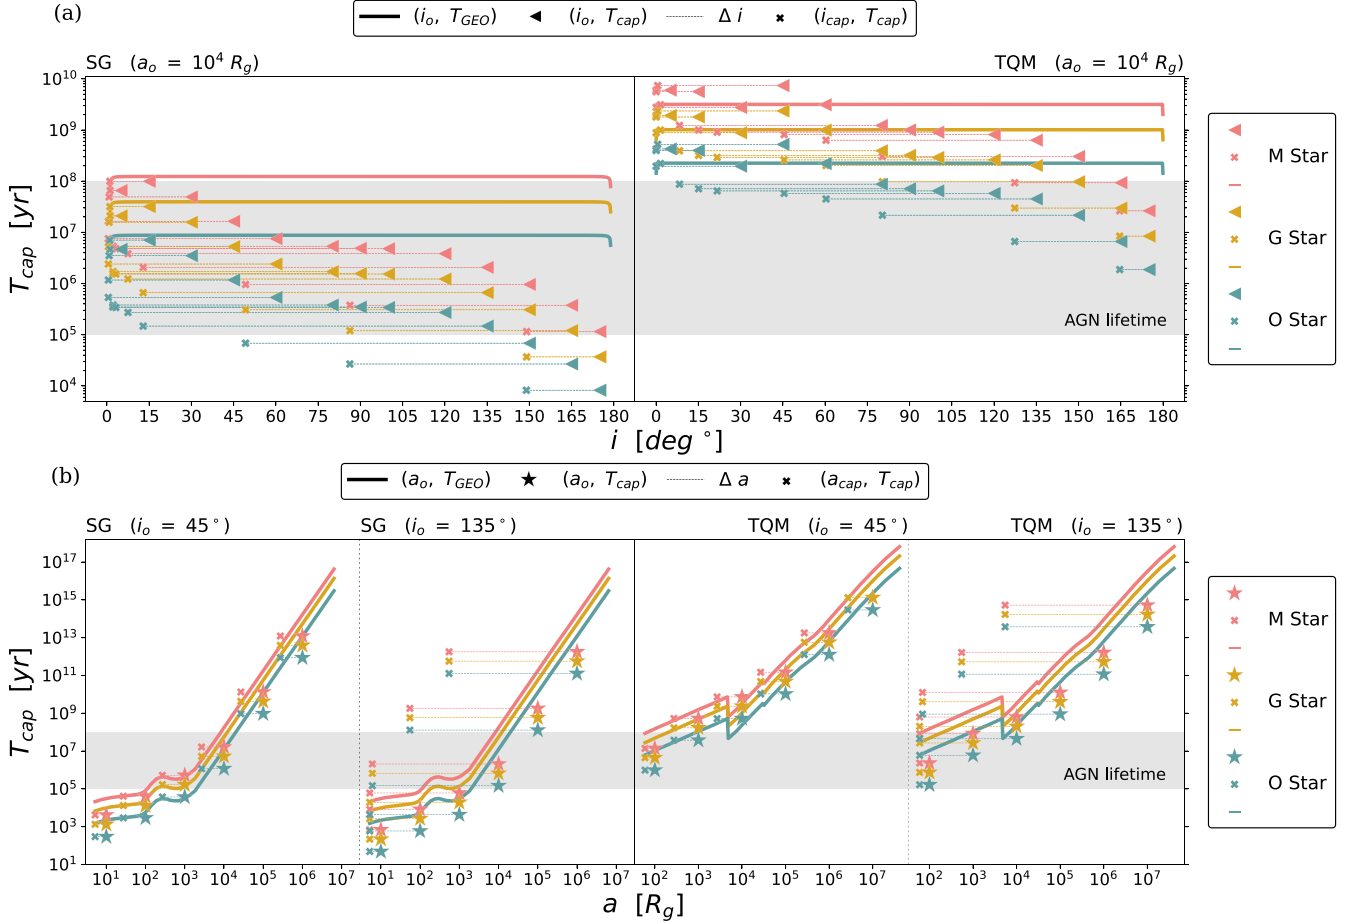 (a)
(i_o, T_GEO) (i_o, T_cap) Δ i (i_cap, T_cap)
SG (a_o = 10^4 R_g)
TQM (a_o = 10^4 R_g)
10^10
10^9
10^8
10^7
10^6
10^5
10^4
T_cap [yr]
AGN lifetime
0 15 30 45 60 75 90 105 120 135 150 165 180
0 15 30 45 60 75 90 105 120 135 150 165 180
i [deg °]
M Star
G Star
O Star
(b)
(a_o, T_GEO) (a_o, T_cap) Δ a (a_cap, T_cap)
SG (i_o = 45°)
SG (i_o = 135°)
TQM (i_o = 45°)
TQM (i_o = 135°)
10^17
10^15
10^13
10^11
10^9
10^7
10^5
10^3
10^1
T_cap [yr]
AGN lifetime
10^1 10^2 10^3 10^4 10^5 10^6 10^7
10^1 10^2 10^3 10^4 10^5 10^6 10^7
10^2 10^3 10^4 10^5 10^6 10^7
10^2 10^3 10^4 10^5 10^6 10^7
a [R_g]
M Star
G Star
O Star